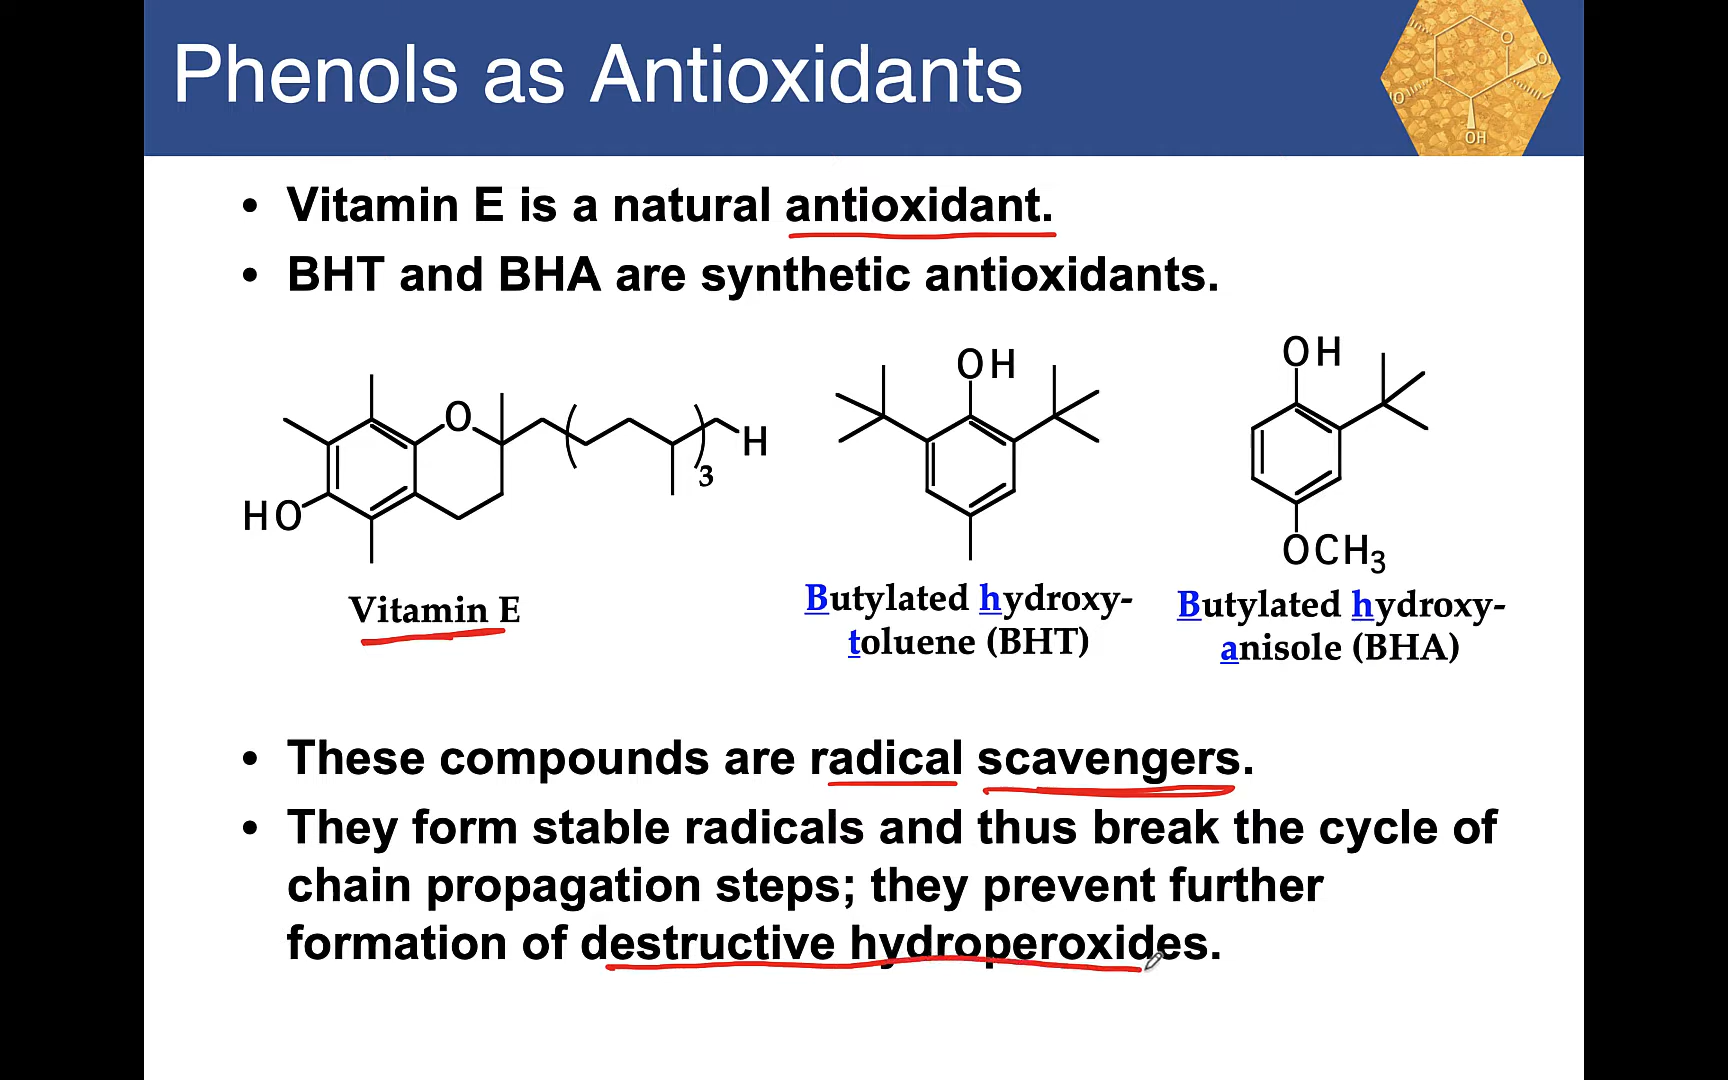 Phenols as Antioxidants
O
O
O
OH
• Vitamin E is a natural antioxidant.
• BHT and BHA are synthetic antioxidants.
OH
OH
O
H
3
HO
OCH3
Vitamin E
Butylated hydroxy-
toluene (BHT)
Butylated hydroxy-
anisole (BHA)
• These compounds are radical scavengers.
• They form stable radicals and thus break the cycle of
chain propagation steps; they prevent further
formation of destructive hydroperoxides.